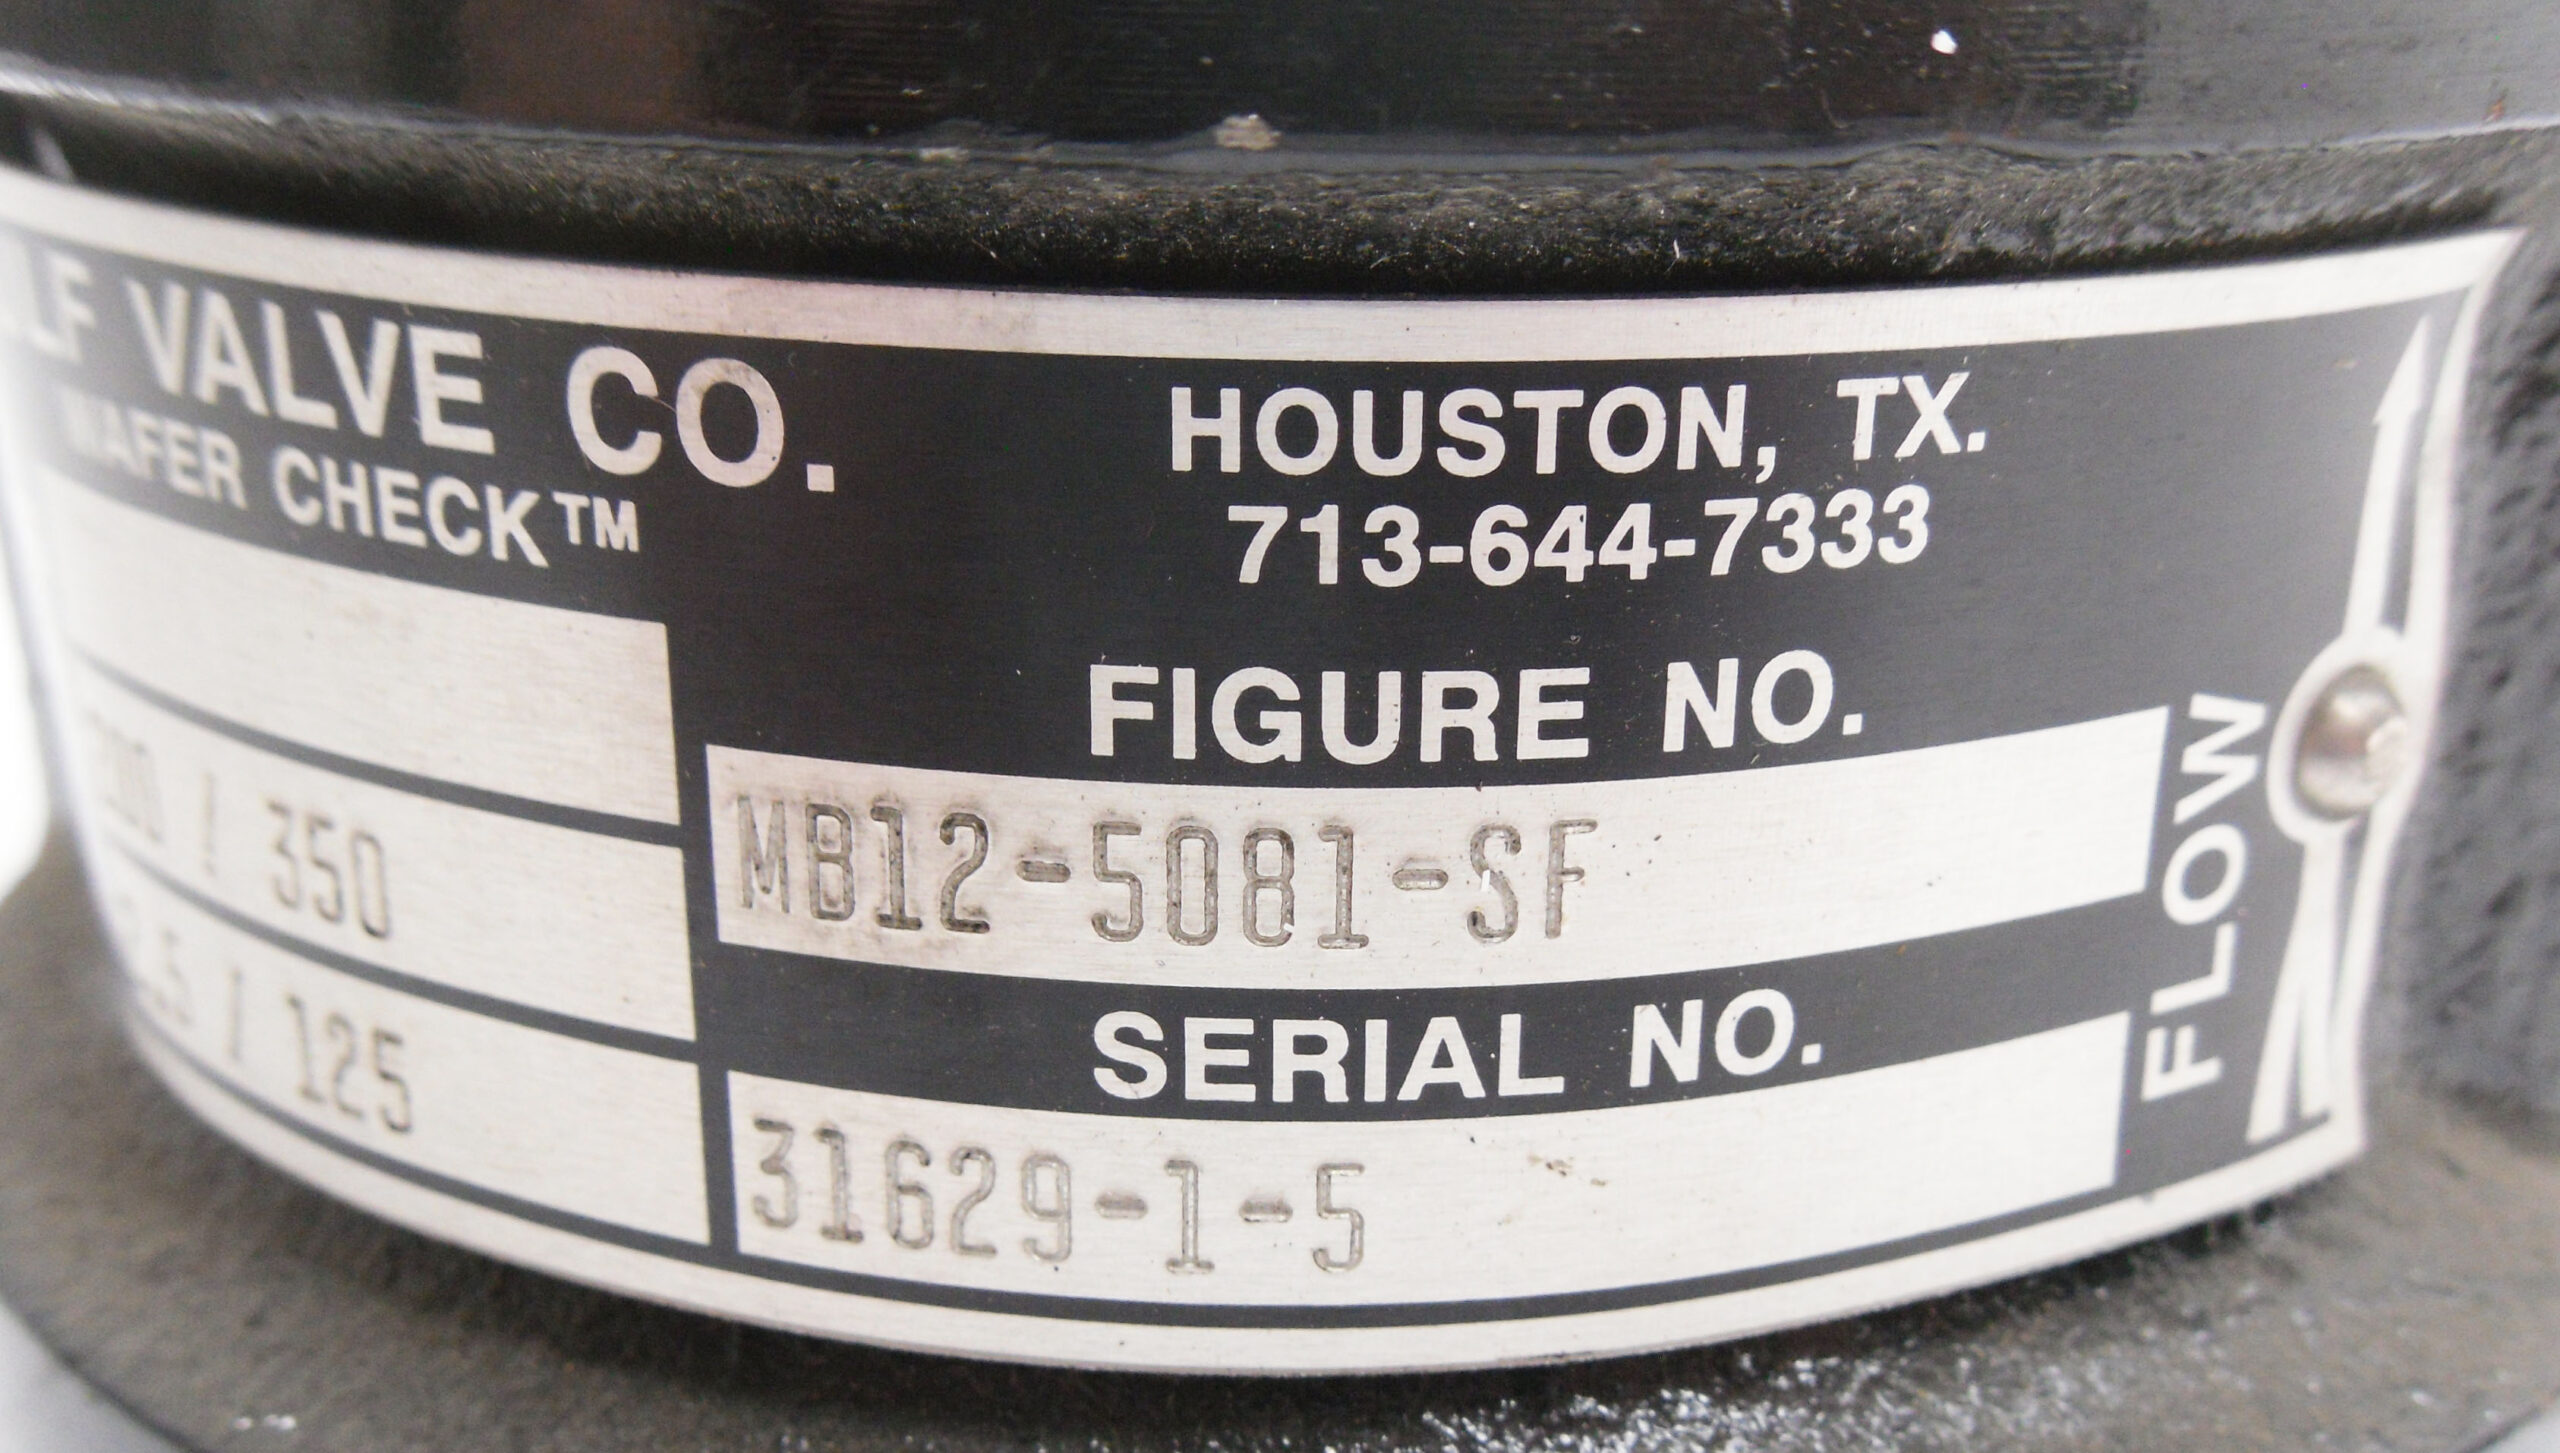 VALVE CO.
WAFER CHECK™
HOUSTON, TX.
713-644-7333
FIGURE NO.
/ 350
MB12-5081-SF
FLOW
SERIAL NO.
/ 125
31629-1-5